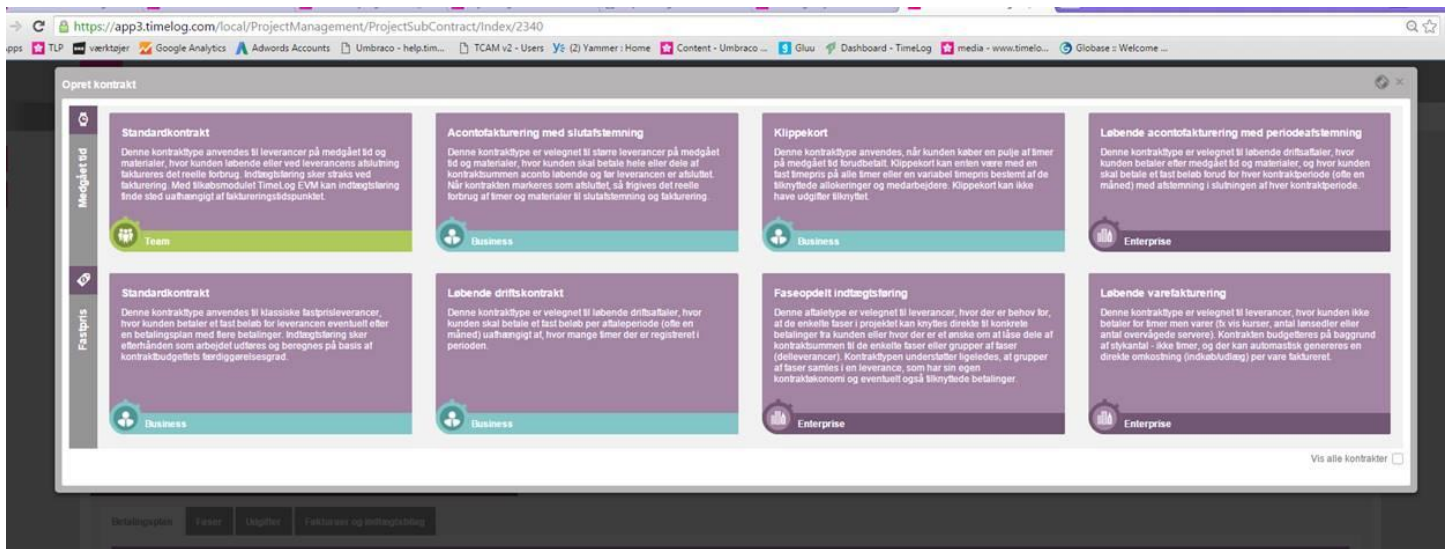 https://app3.timelog.com/local/ProjectManagement/ProjectSubContract/Index/2340
Apps TLP værktøjer Google Analytics Adwords Accounts Umbraco - help.tim... TCAM v2 - Users (2) Yammer : Home Content - Umbraco ... Gluu Dashboard - TimeLog media - www.timelo... Globase :: Welcome ...
Opret kontrakt
Medgået tid
Standardkontrakt
Denne kontrakttype anvendes til leverancer på medgået tid og
materialer, hvor kunden løbende eller ved leverancens afslutning
faktureres det reelle forbrug. Indtægtsføring sker straks ved
fakturering. Med tilkøbsmodulet TimeLog EVM kan indtægtsføring
finde sted uafhængigt af faktureringstidspunktet.
Team
Acontofakturering med slutafstemning
Denne kontrakttype er velegnet til større leverancer på medgået
tid og materialer, hvor kunden skal betale hele eller dele af
kontraktsummen aconto løbende og før leverancen er afsluttet.
Når kontrakten markeres som afsluttet, så frigives det reelle
forbrug af timer og materialer til slutafstemning og fakturering.
Business
Klippekort
Denne kontrakttype anvendes, når kunden køber en pulje af timer
på medgået tid forudbetalt. Klippekort kan enten være med en
fast timepris på alle timer eller en variabel timepris bestemt af de
tilknyttede allokeringer og medarbejdere. Klippekort kan ikke
have udgifter tilknyttet.
Business
Løbende acontofakturering med periodeafstemning
Denne kontrakttype er velegnet til løbende driftsaftaler, hvor
kunden betaler efter medgået tid og materialer, og hvor kunden
skal betale et fast beløb forud for hver kontraktperiode (ofte en
måned) med afstemning i slutningen af hver kontraktperiode.
Enterprise
Fastpris
Standardkontrakt
Denne kontrakttype anvendes til klassiske fastprisleverancer,
hvor kunden betaler et fast beløb for leverancen eventuelt efter
en betalingsplan med flere betalinger. Indtægtsføring sker
efterhånden som arbejdet udføres og beregnes på basis af
kontraktbudgettets færdiggørelsesgrad.
Business
Løbende driftskontrakt
Denne kontrakttype er velegnet til løbende driftsaftaler, hvor
kunden skal betale et fast beløb per aftaleperiode (ofte en
måned) uafhængigt af, hvor mange timer der er registreret i
perioden.
Business
Faseopdelt indtægtsføring
Denne aftaletype er velegnet til leverancer, hvor der er behov for,
at de enkelte faser i projektet kan knyttes direkte til konkrete
betalinger fra kunden eller hvor der er et ønske om at låse dele af
kontraktsummen til de enkelte faser eller grupper af faser
(delleverancer). Kontrakttypen understøtter ligeledes, at grupper
af faser samles i en leverance, som har sin egen
kontraktøkonomi og eventuelt også tilknyttede betalinger.
Enterprise
Løbende varefakturering
Denne kontrakttype er velegnet til leverancer, hvor kunden ikke
betaler for timer men varer (fx vis kurser, antal lønsedler eller
antal overvågede servere). Kontrakten budgetteres på baggrund
af stykantal - ikke timer, og der kan automatisk genereres en
direkte omkostning (indkøb/udlæg) per vare faktureret.
Enterprise
Vis alle kontrakter
Betalingsplan Faser Udgifter Fakturaer og indtægtsbilag